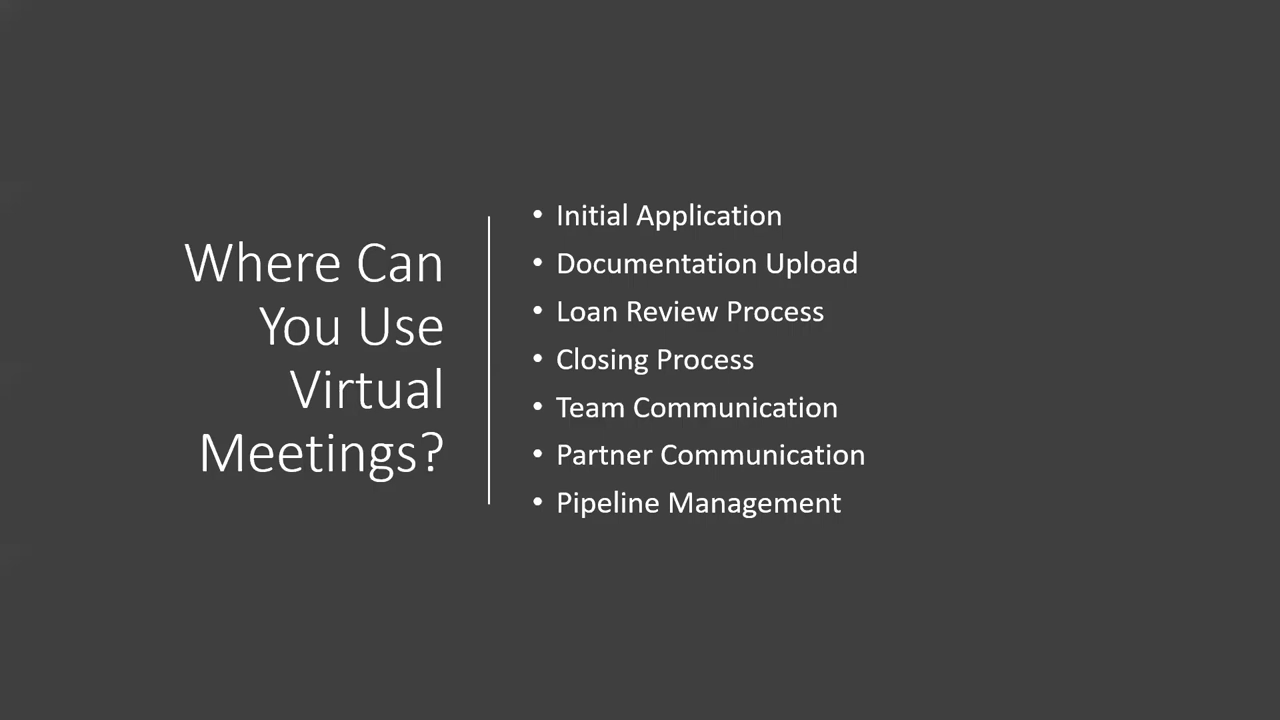 Where Can
You Use
Virtual
Meetings?
• Initial Application
• Documentation Upload
• Loan Review Process
• Closing Process
• Team Communication
• Partner Communication
• Pipeline Management